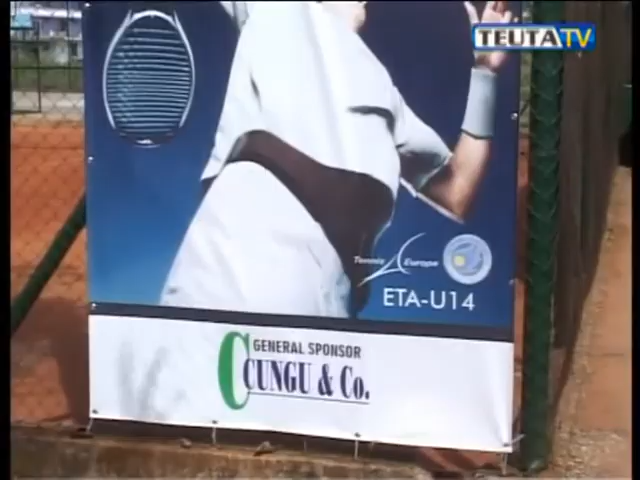 TEUTA TV
Tennis Europe
ETA-U14
GENERAL SPONSOR
CUNGU & Co.